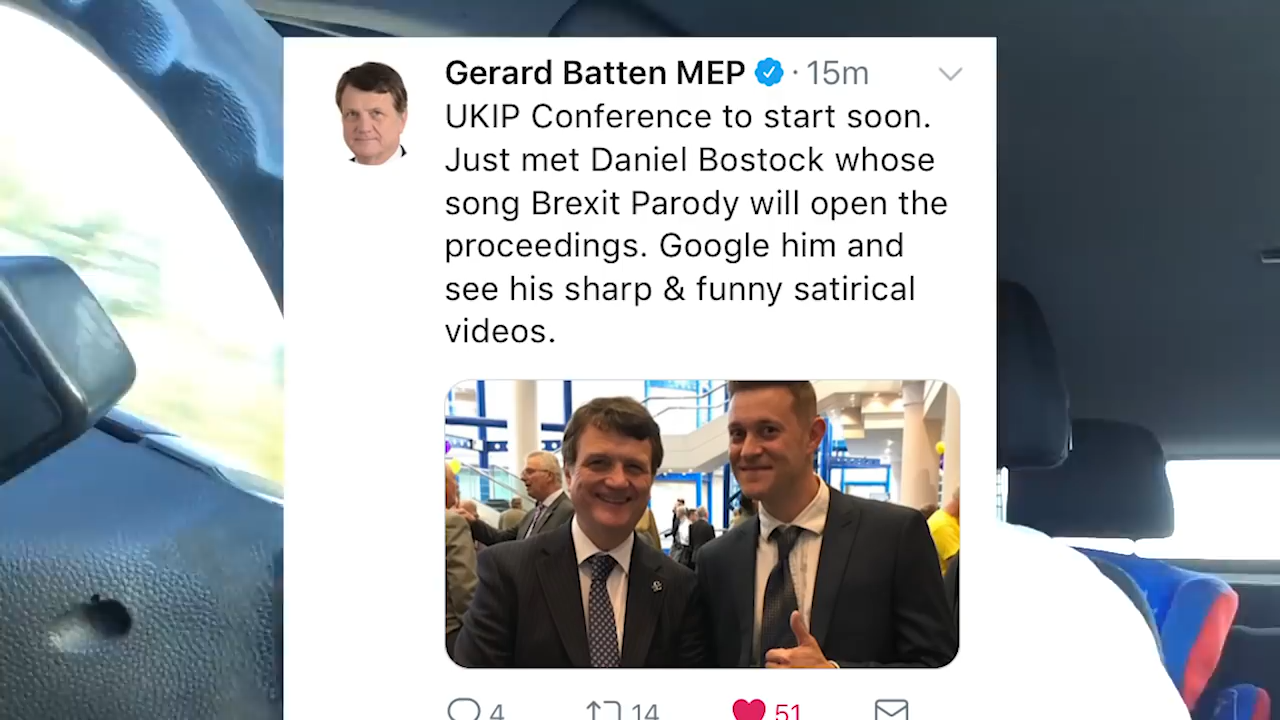 Gerard Batten MEP · 15m
UKIP Conference to start soon.
Just met Daniel Bostock whose
song Brexit Parody will open the
proceedings. Google him and
see his sharp & funny satirical
videos.
4 14 51